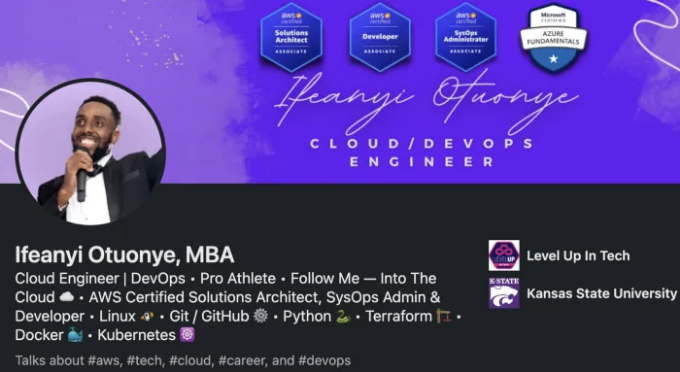 aws certified Solutions Architect ASSOCIATE
aws certified Developer ASSOCIATE
aws certified SysOps Administrator ASSOCIATE
Microsoft CERTIFIED AZURE FUNDAMENTALS
Ifeanyi Otuonye
CLOUD/DEVOPS
ENGINEER
Ifeanyi Otuonye, MBA
Cloud Engineer | DevOps • Pro Athlete • Follow Me — Into The
Cloud ☁️ • AWS Certified Solutions Architect, SysOps Admin &
Developer • Linux • Git / GitHub • Python 🐍 • Terraform 🏗️ •
Docker 🐳 • Kubernetes ☸️
Talks about #aws, #tech, #cloud, #career, and #devops
LEVEL UP
Level Up In Tech
K-STATE
Kansas State University